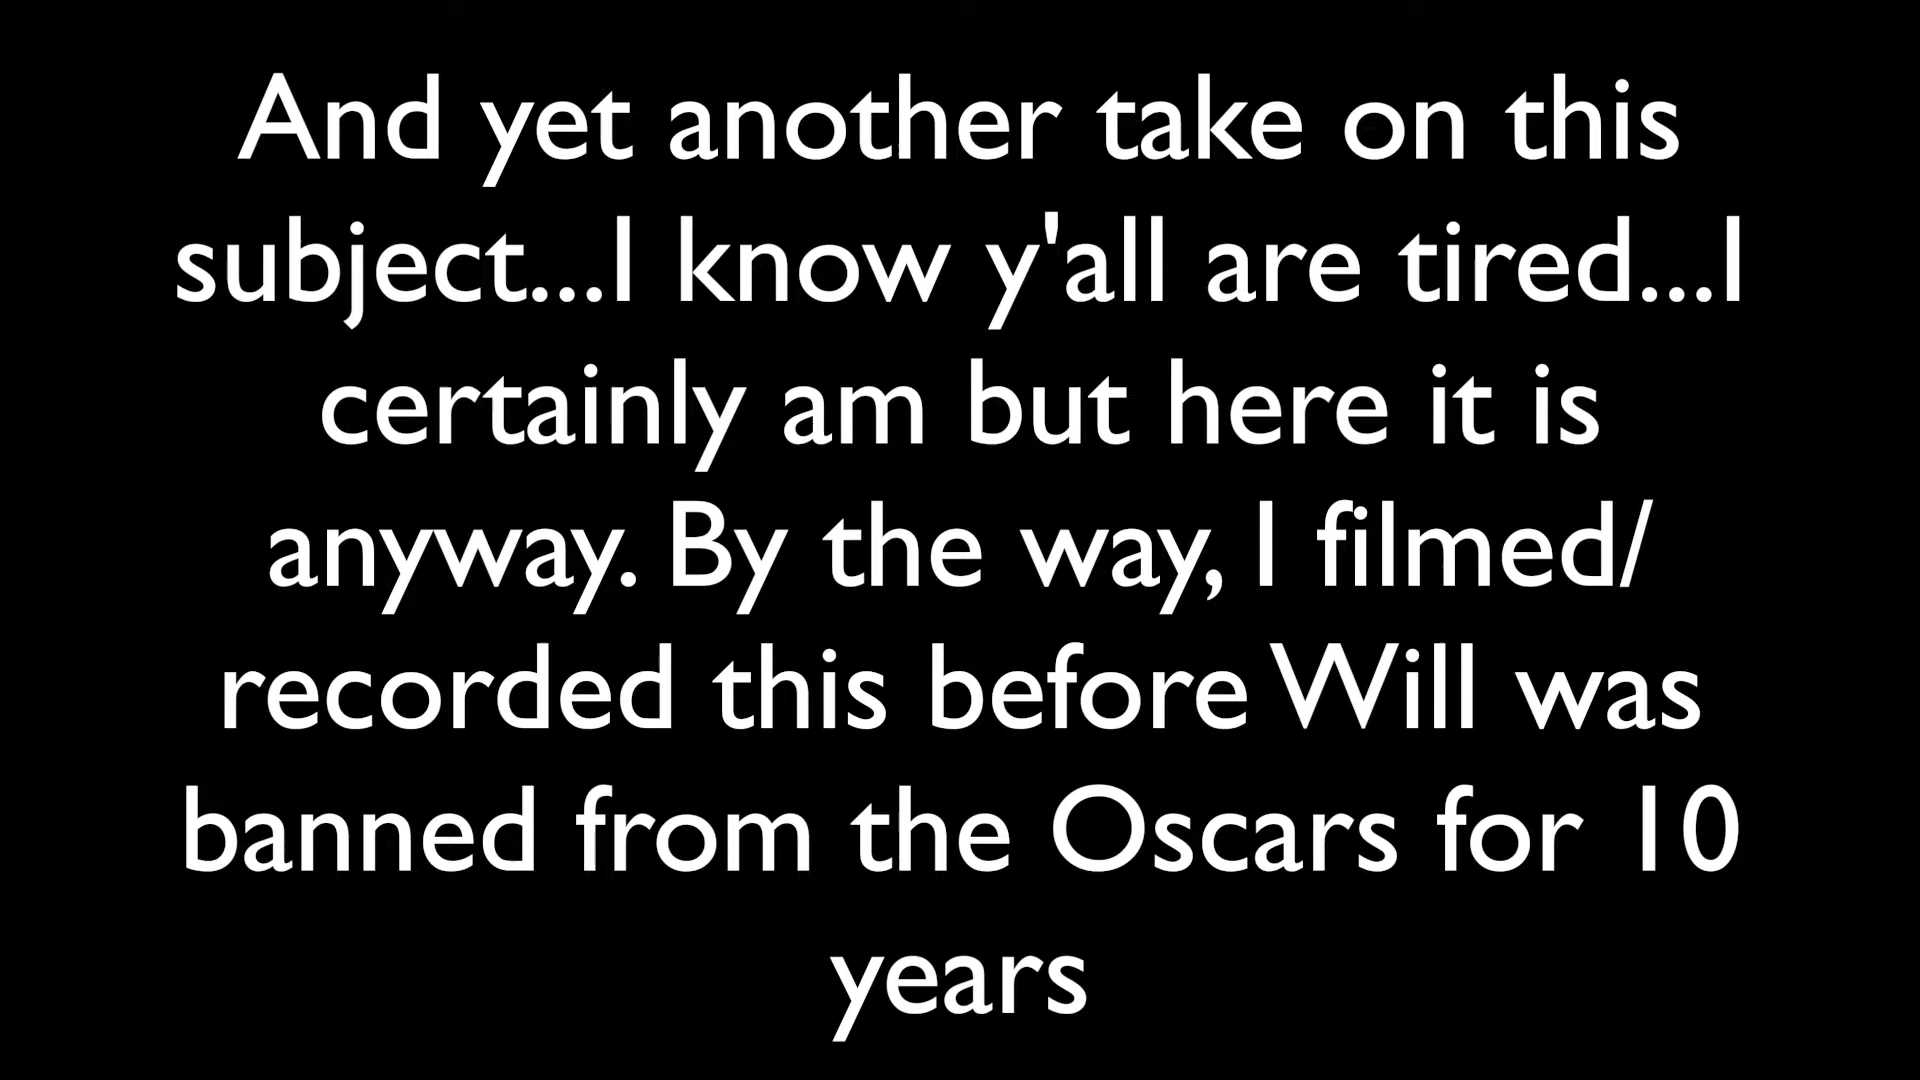 And yet another take on this
subject...I know y'all are tired...I
certainly am but here it is
anyway. By the way, I filmed/
recorded this before Will was
banned from the Oscars for 10
years